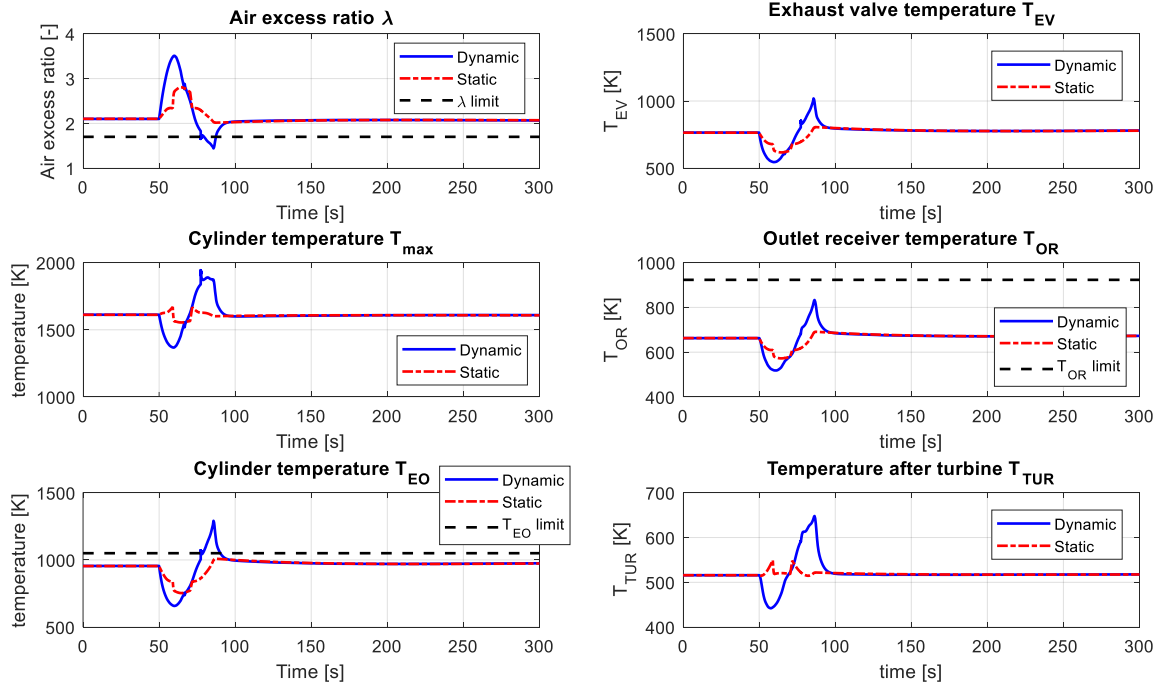 Air excess ratio λ
Air excess ratio [-]
4
3
2
1
0 50 100 150 200 250 300
Time [s]
Dynamic
Static
λ limit
Exhaust valve temperature T_EV
T_EV [K]
1500
1000
500
0 50 100 150 200 250 300
time [s]
Dynamic
Static
Cylinder temperature T_max
temperature [K]
2000
1500
1000
0 50 100 150 200 250 300
Time [s]
Dynamic
Static
Outlet receiver temperature T_OR
T_OR [K]
1000
800
600
400
0 50 100 150 200 250 300
time [s]
Dynamic
Static
T_OR limit
Cylinder temperature T_EO
temperature [K]
1500
1000
500
0 50 100 150 200 250 300
Time [s]
Dynamic
Static
T_EO limit
Temperature after turbine T_TUR
T_TUR [K]
700
600
500
400
0 50 100 150 200 250 300
time [s]
Dynamic
Static